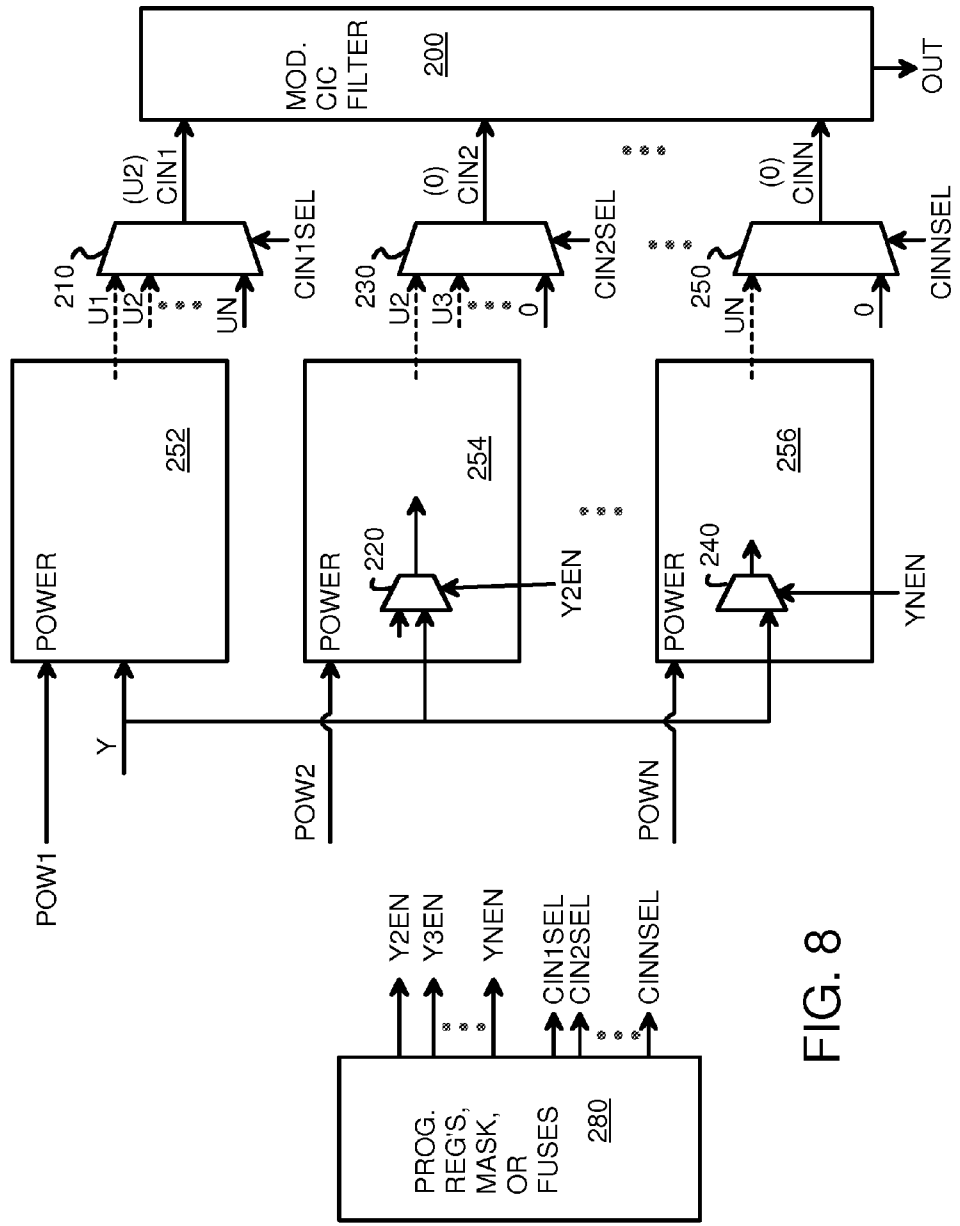 POW1
Y
POWER
252
U1
U2
UN
210
CIN1SEL
(U2)
CIN1
POW2
POWER
220
254
Y2EN
U2
U3
0
230
CIN2SEL
(0)
CIN2
POWN
POWER
240
256
YNEN
UN
0
250
CINNSEL
(0)
CINN
MOD.
CIC
FILTER
200
OUT
PROG.
REG'S,
MASK,
OR
FUSES
280
Y2EN
Y3EN
YNEN
CIN1SEL
CIN2SEL
CINNSEL
FIG. 8